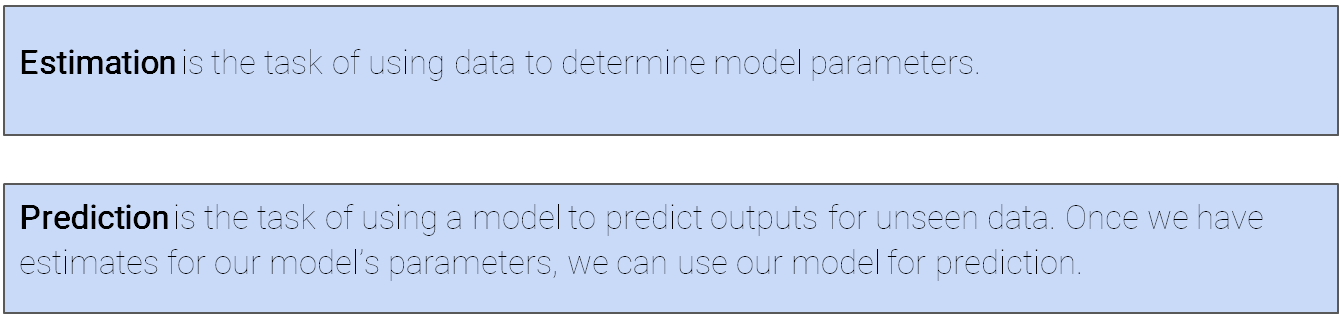 Estimation is the task of using data to determine model parameters.
Prediction is the task of using a model to predict outputs for unseen data. Once we have
estimates for our model’s parameters, we can use our model for prediction.